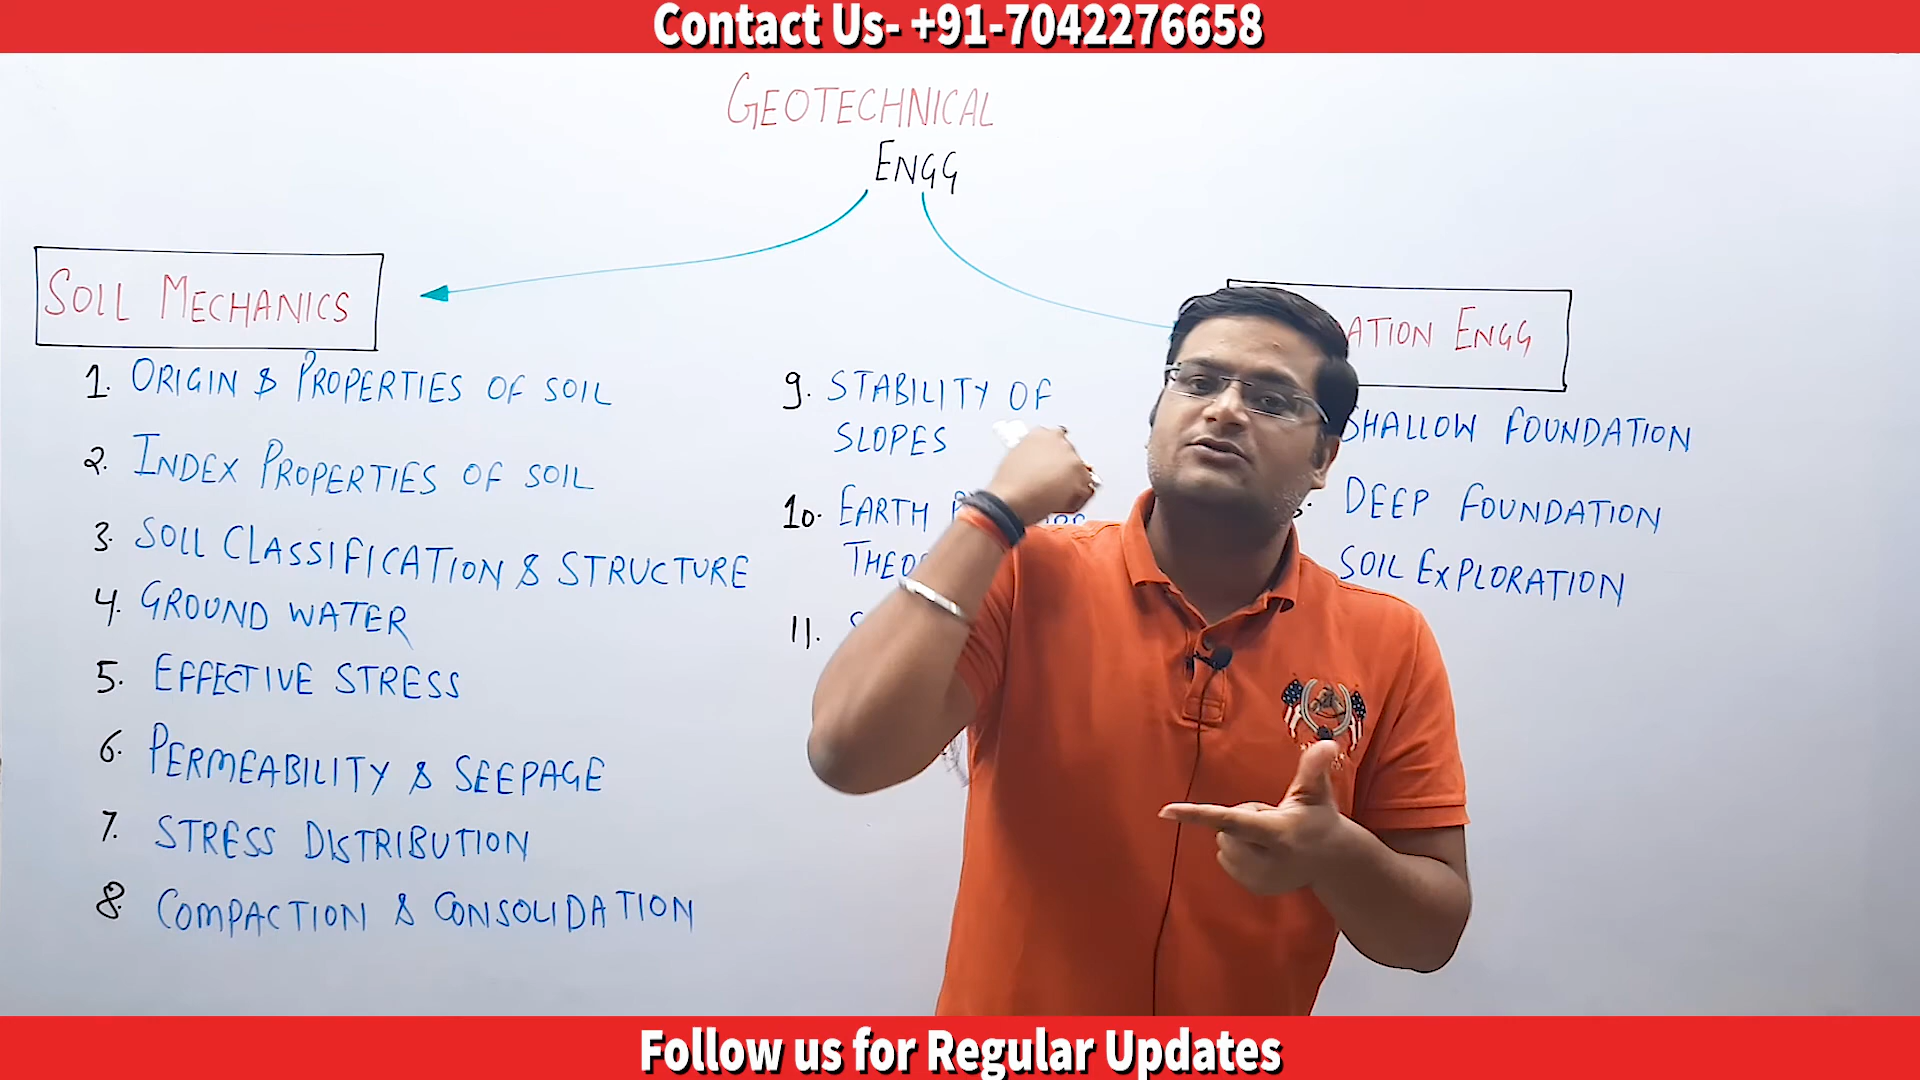 Contact Us- +91-7042276658
GEOTECHNICAL
ENGG
SOIL MECHANICS
1. ORIGIN & PROPERTIES OF SOIL
2. INDEX PROPERTIES OF SOIL
3. SOIL CLASSIFICATION & STRUCTURE
4. GROUND WATER
5. EFFECTIVE STRESS
6. PERMEABILITY & SEEPAGE
7. STRESS DISTRIBUTION
8. COMPACTION & CONSOLIDATION
9. STABILITY OF
SLOPES
10. EARTH
11.
ENGG
SHALLOW FOUNDATION
DEEP FOUNDATION
SOIL EXPLORATION
Follow us for Regular Updates